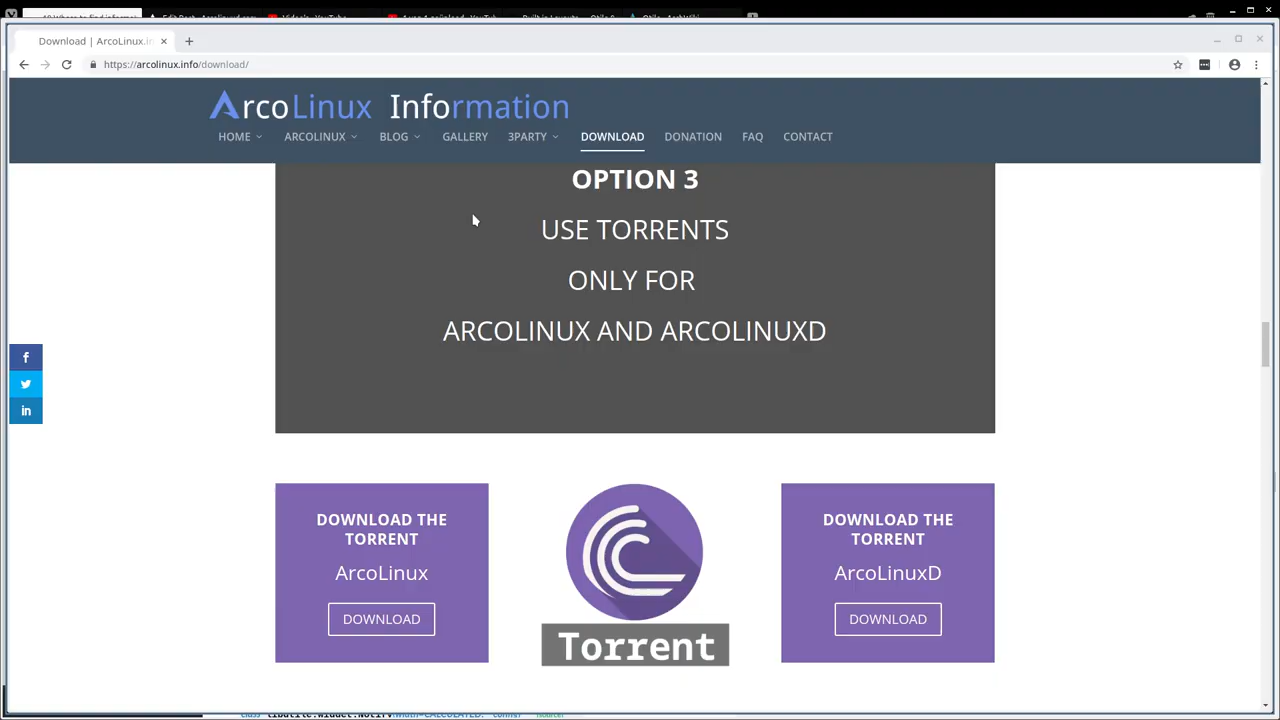 Download | ArcoLinux.in
https://arcolinux.info/download/
ArcoLinux Information
HOME ARCOLINUX BLOG GALLERY 3PARTY DOWNLOAD DONATION FAQ CONTACT
OPTION 3
USE TORRENTS
ONLY FOR
ARCOLINUX AND ARCOLINUXD
DOWNLOAD THE
TORRENT
ArcoLinux
DOWNLOAD
Torrent
DOWNLOAD THE
TORRENT
ArcoLinuxD
DOWNLOAD